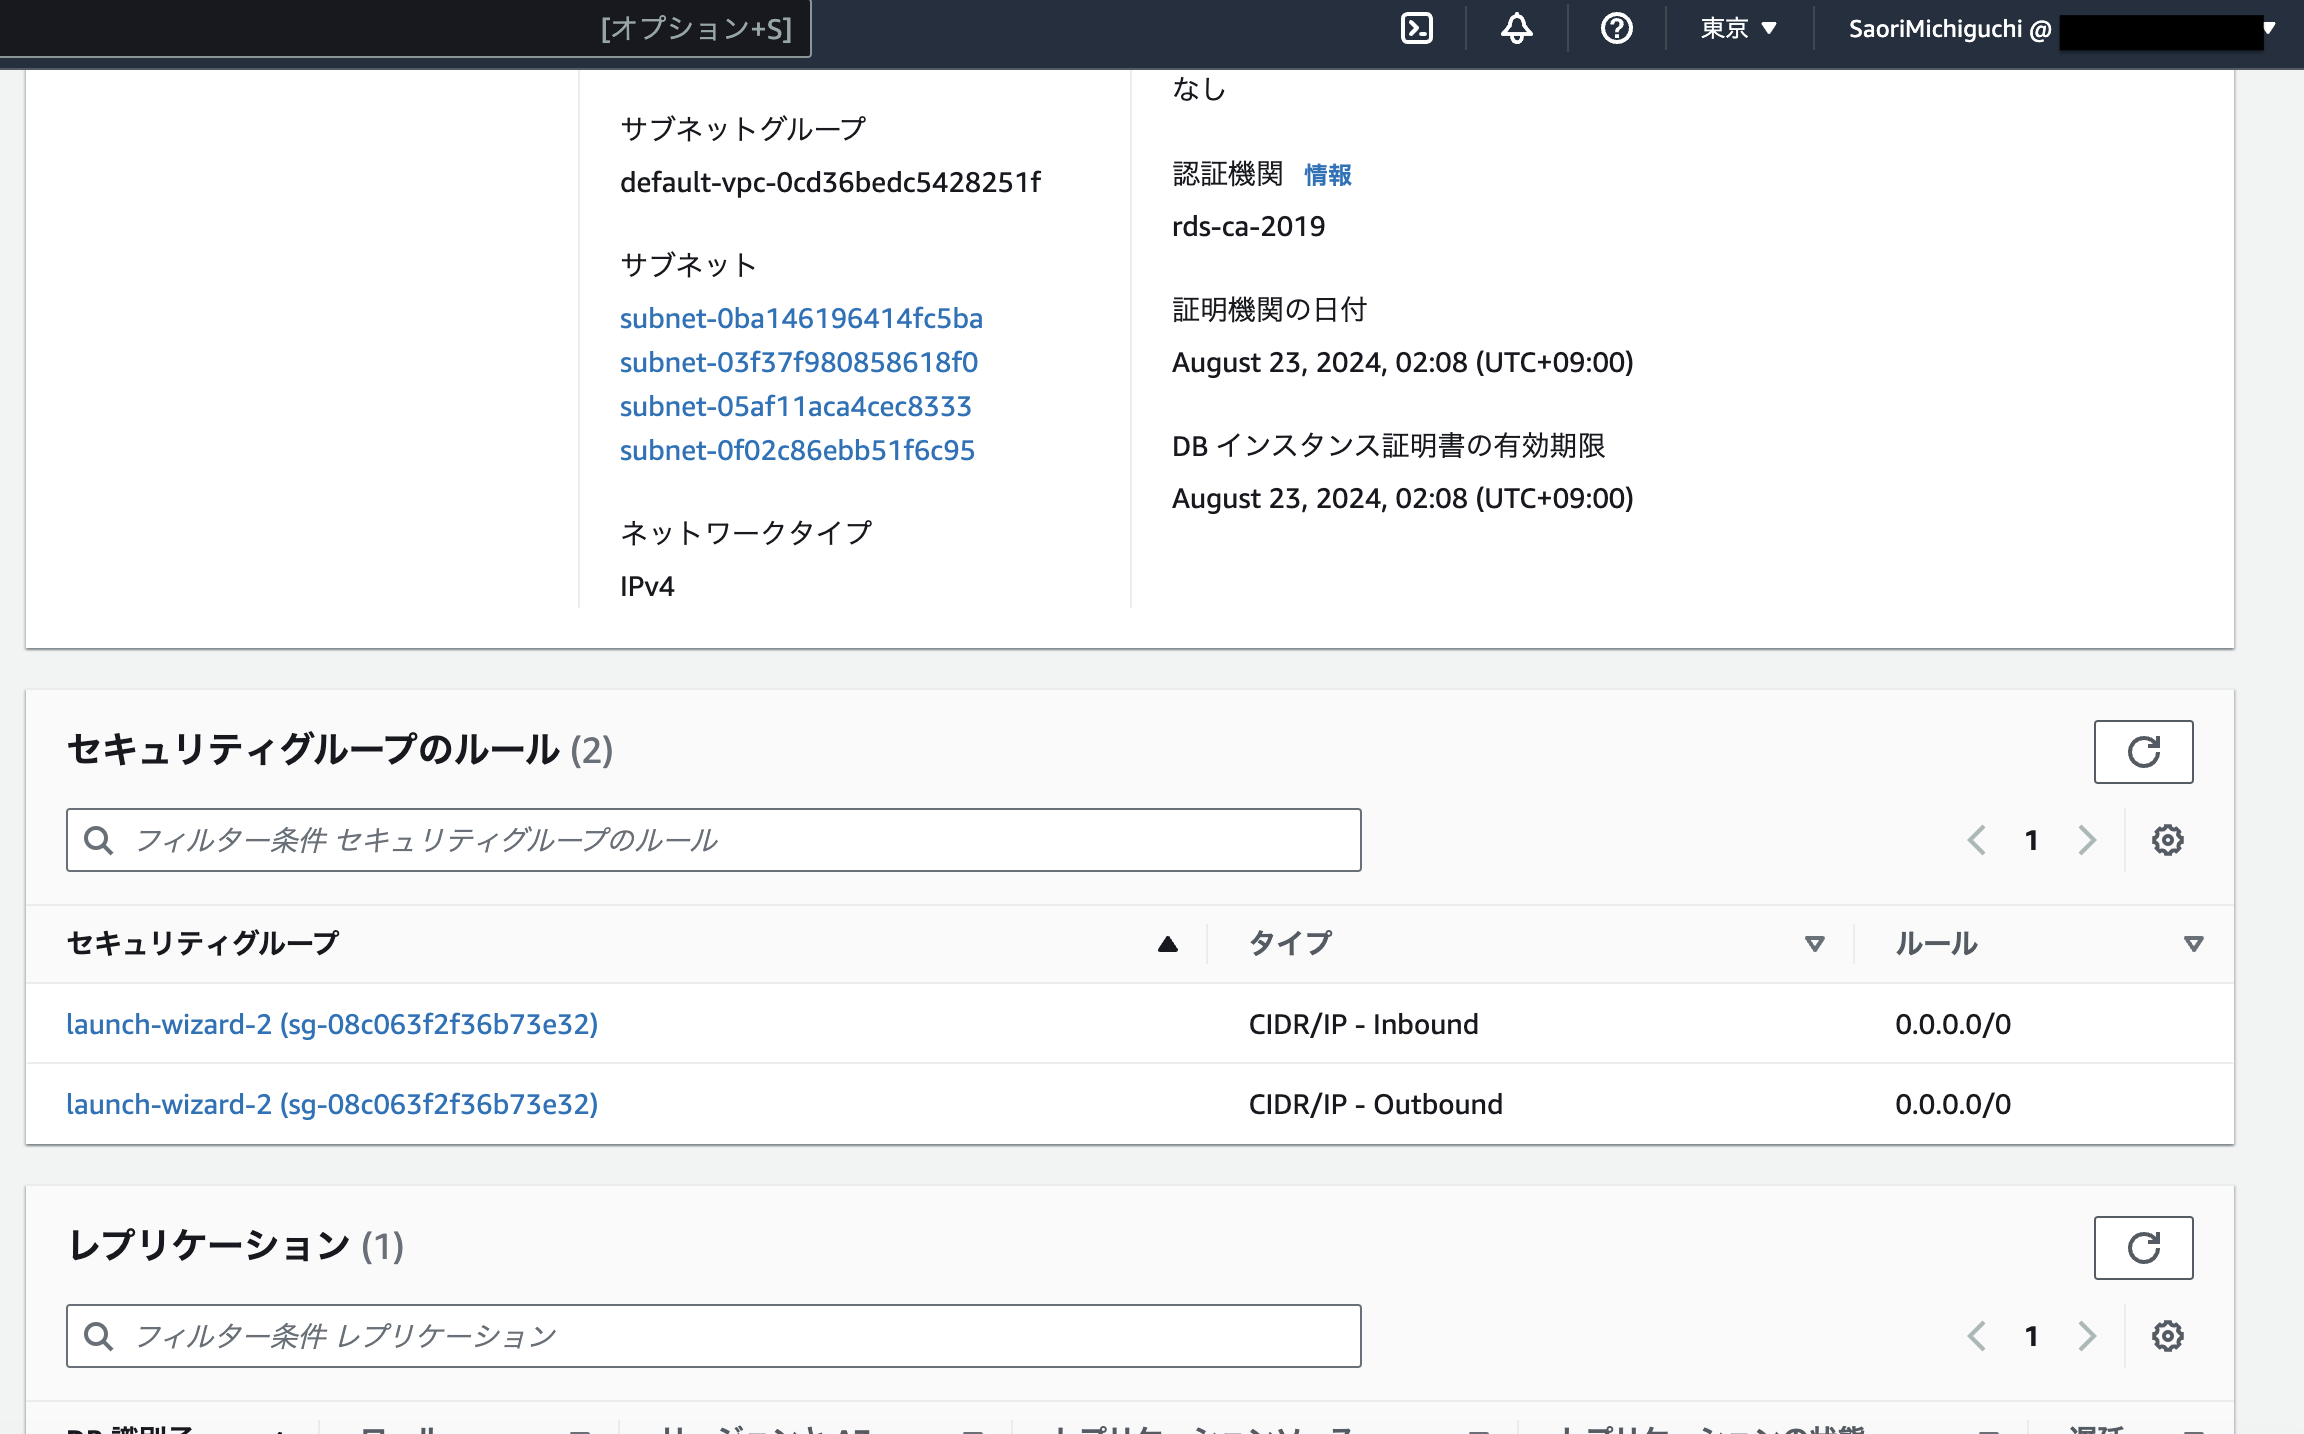 [オプション+S]
東京
SaoriMichiguchi @
サブネットグループ
default-vpc-0cd36bedc5428251f
サブネット
subnet-0ba146196414fc5ba
subnet-03f37f980858618f0
subnet-05af11aca4cec8333
subnet-0f02c86ebb51f6c95
ネットワークタイプ
IPv4
なし
認証機関 情報
rds-ca-2019
証明機関の日付
August 23, 2024, 02:08 (UTC+09:00)
DB インスタンス証明書の有効期限
August 23, 2024, 02:08 (UTC+09:00)
セキュリティグループのルール (2)
フィルター条件 セキュリティグループのルール
1
セキュリティグループ タイプ ルール
launch-wizard-2 (sg-08c063f2f36b73e32) CIDR/IP - Inbound 0.0.0.0/0
launch-wizard-2 (sg-08c063f2f36b73e32) CIDR/IP - Outbound 0.0.0.0/0
レプリケーション (1)
フィルター条件 レプリケーション
1
DB 識別子 ロール